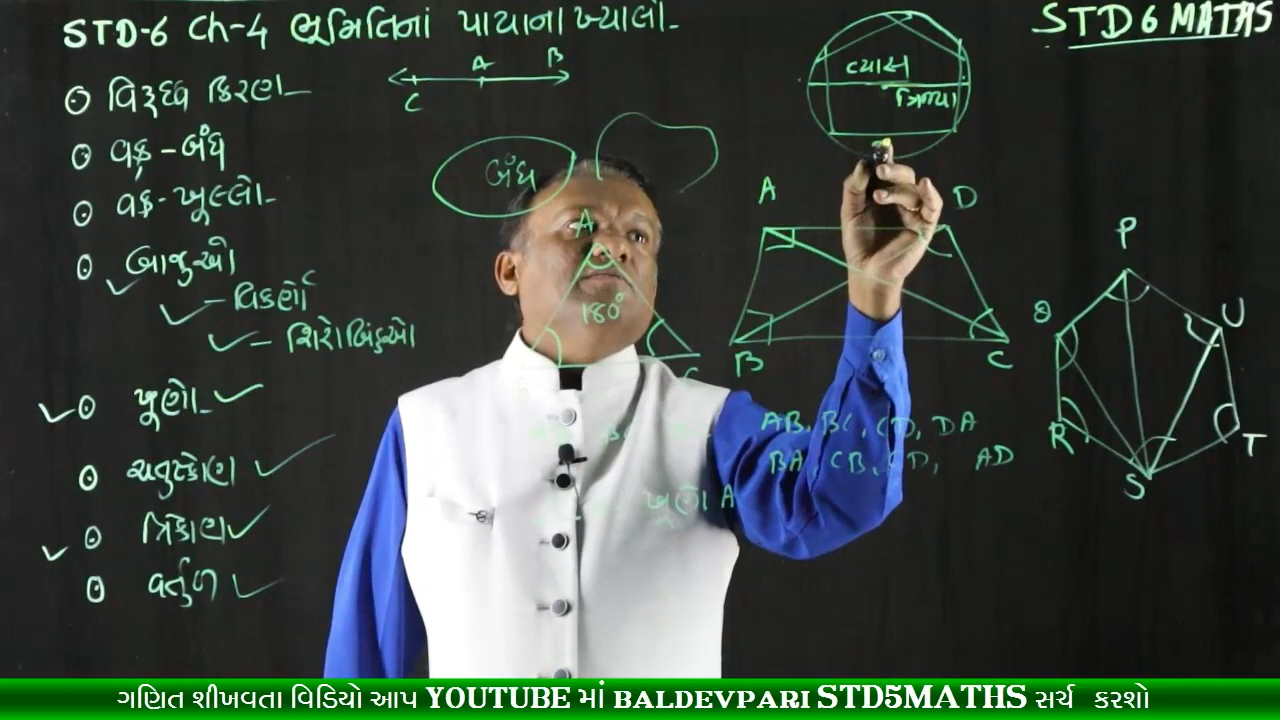 STD-6 Ch-4 ભૂમિતિનાં પાયાના ખ્યાલો-
STD 6 MATHS
વિરૂદ્ધ કિરણ-
C A B
વક્ર-બંધ
વક્ર-ખુલ્લો-
બાજુઓ
- વિકર્ણો
- શિરોબિંદુઓ
ખૂણો-
ચતુષ્કોણ
ત્રિકોણ
વર્તુળ
બંધ
A
180°
વ્યાસ
ત્રિજ્યા
A D
B C
AB, BC, CD, DA
BA, CB, CD, AD
ખૂણો A
P
U
R T
S
ગણિત શીખવતા વિડિયો આપ YOUTUBE માં BALDEVPARI STD5MATHS સર્ચ કરશો